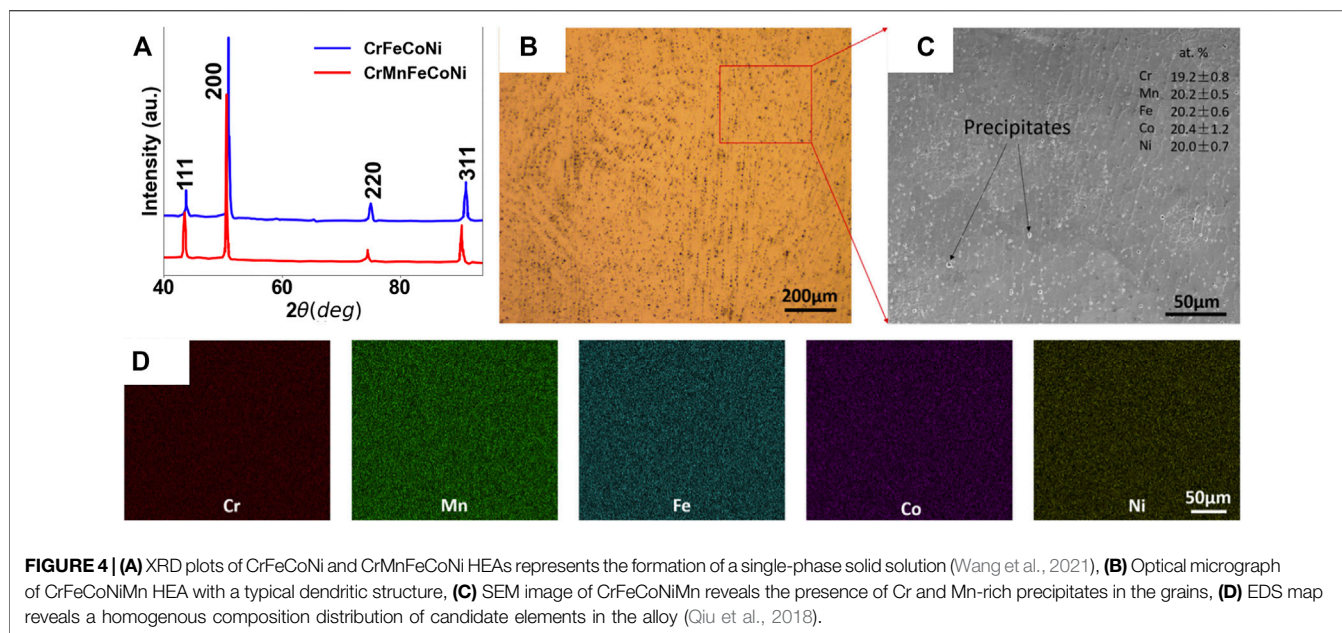 A
CrFeCoNi
CrMnFeCoNi
Intensity (au.)
111
200
220
311
40
60
80
2θ(deg)
B
200μm
C
at. %
Cr 19.2±0.8
Mn 20.2±0.5
Fe 20.2±0.6
Co 20.4±1.2
Ni 20.0±0.7
Precipitates
50μm
D
Cr
Mn
Fe
Co
Ni
50μm
FIGURE 4 | (A) XRD plots of CrFeCoNi and CrMnFeCoNi HEAs represents the formation of a single-phase solid solution (Wang et al., 2021), (B) Optical micrograph
of CrFeCoNiMn HEA with a typical dendritic structure, (C) SEM image of CrFeCoNiMn reveals the presence of Cr and Mn-rich precipitates in the grains, (D) EDS map
reveals a homogenous composition distribution of candidate elements in the alloy (Qiu et al., 2018).